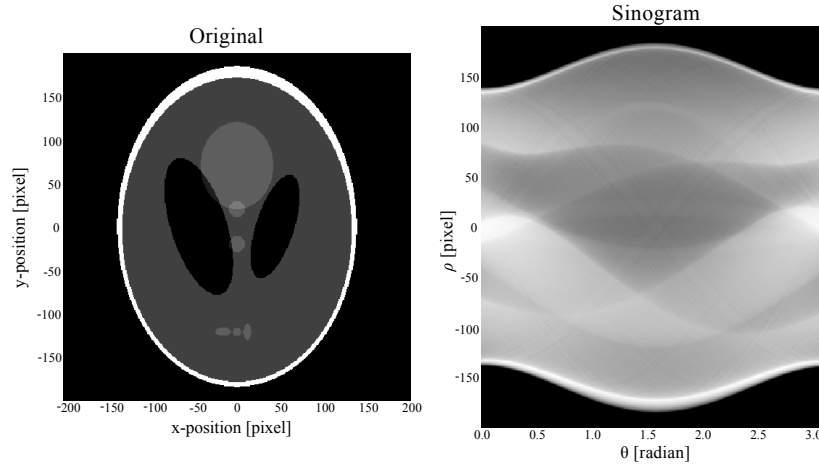 Original
150
100
50
0
-50
-100
-150
-200 -150 -100 -50 0 50 100 150 200
x-position [pixel]
y-position [pixel]
Sinogram
150
100
50
0
-50
-100
-150
0.0 0.5 1.0 1.5 2.0 2.5 3.0
θ [radian]
ρ [pixel]